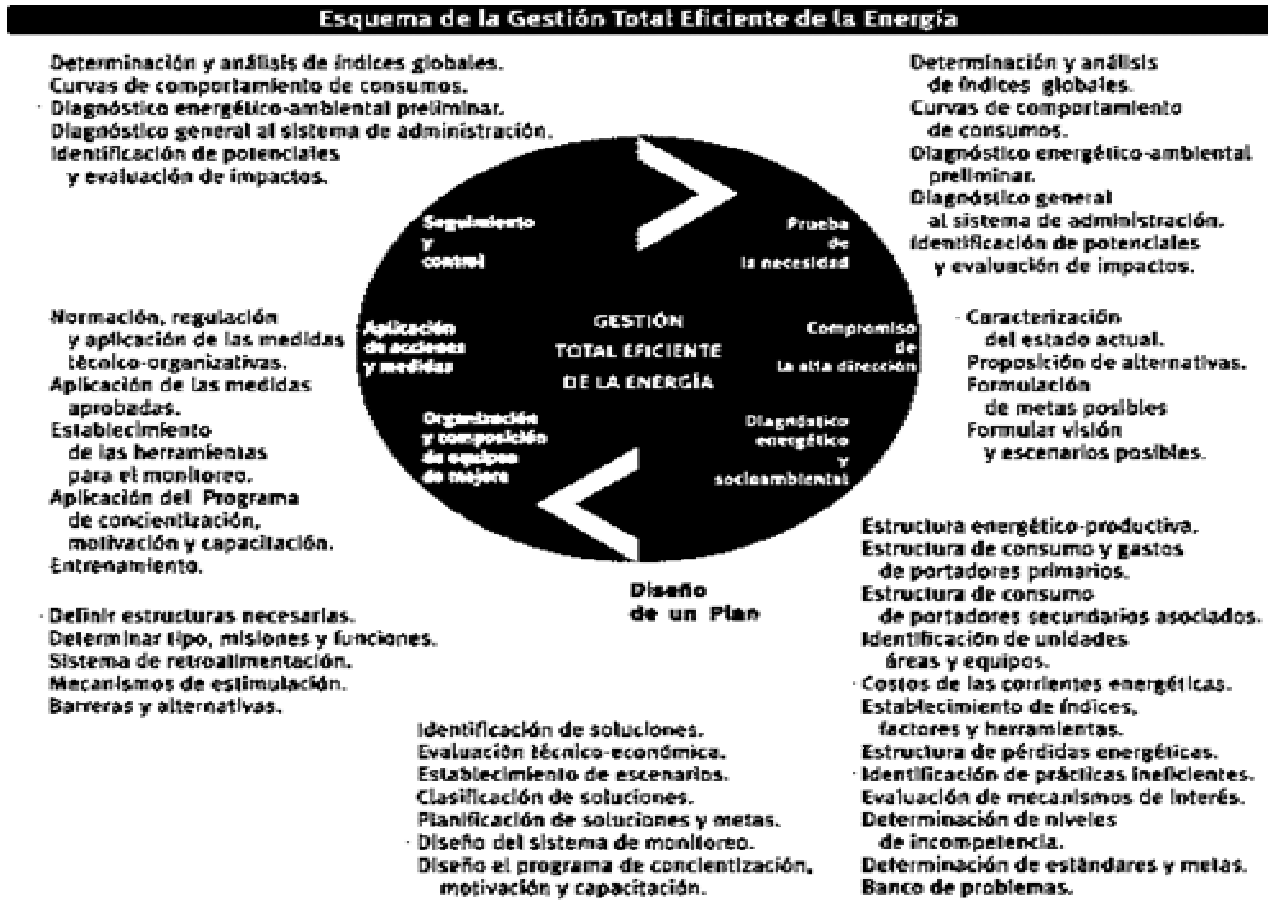 Esquema de la Gestión Total Eficiente de la Energía
Determinación y análisis de índices globales.
Curvas de comportamiento de consumos.
· Diagnóstico energético-ambiental preliminar.
Diagnóstico general al sistema de administración.
Identificación de potenciales
y evaluación de impactos.
Determinación y análisis
de índices globales.
Curvas de comportamiento
de consumos.
Diagnóstico energético-ambiental
preliminar.
Diagnóstico general
al sistema de administración.
Identificación de potenciales
y evaluación de impactos.
Seguimiento
y
control
Prueba
de
la necesidad
Normación, regulación
y aplicación de las medidas
técnico-organizativas.
Aplicación de las medidas
aprobadas.
Establecimiento
de las herramientas
para el monitoreo.
Aplicación del Programa
de concientización,
motivación y capacitación.
Entrenamiento.
Aplicación
de acciones
y medidas
GESTIÓN
TOTAL EFICIENTE
DE LA ENERGÍA
Compromiso
de
la alta dirección
· Caracterización
del estado actual.
Proposición de alternativas.
Formulación
de metas posibles
Formular visión
y escenarios posibles.
Organización
y composición
de equipos
de mejora
Diagnóstico
energético
y
socioambiental
Diseño
de un Plan
· Definir estructuras necesarias.
Determinar tipo, misiones y funciones.
Sistema de retroalimentación.
Mecanismos de estimulación.
Barreras y alternativas.
Identificación de soluciones.
Evaluación técnico-económica.
Establecimiento de escenarios.
Clasificación de soluciones.
Planificación de soluciones y metas.
· Diseño del sistema de monitoreo.
Diseño el programa de concientización,
motivación y capacitación.
Estructura energético-productiva.
Estructura de consumo y gastos
de portadores primarios.
Estructura de consumo
de portadores secundarios asociados.
Identificación de unidades
áreas y equipos.
· Costos de las corrientes energéticas.
Establecimiento de índices,
factores y herramientas.
Estructura de pérdidas energéticas.
· Identificación de prácticas ineficientes.
Evaluación de mecanismos de interés.
Determinación de niveles
de incompetencia.
Determinación de estándares y metas.
Banco de problemas.